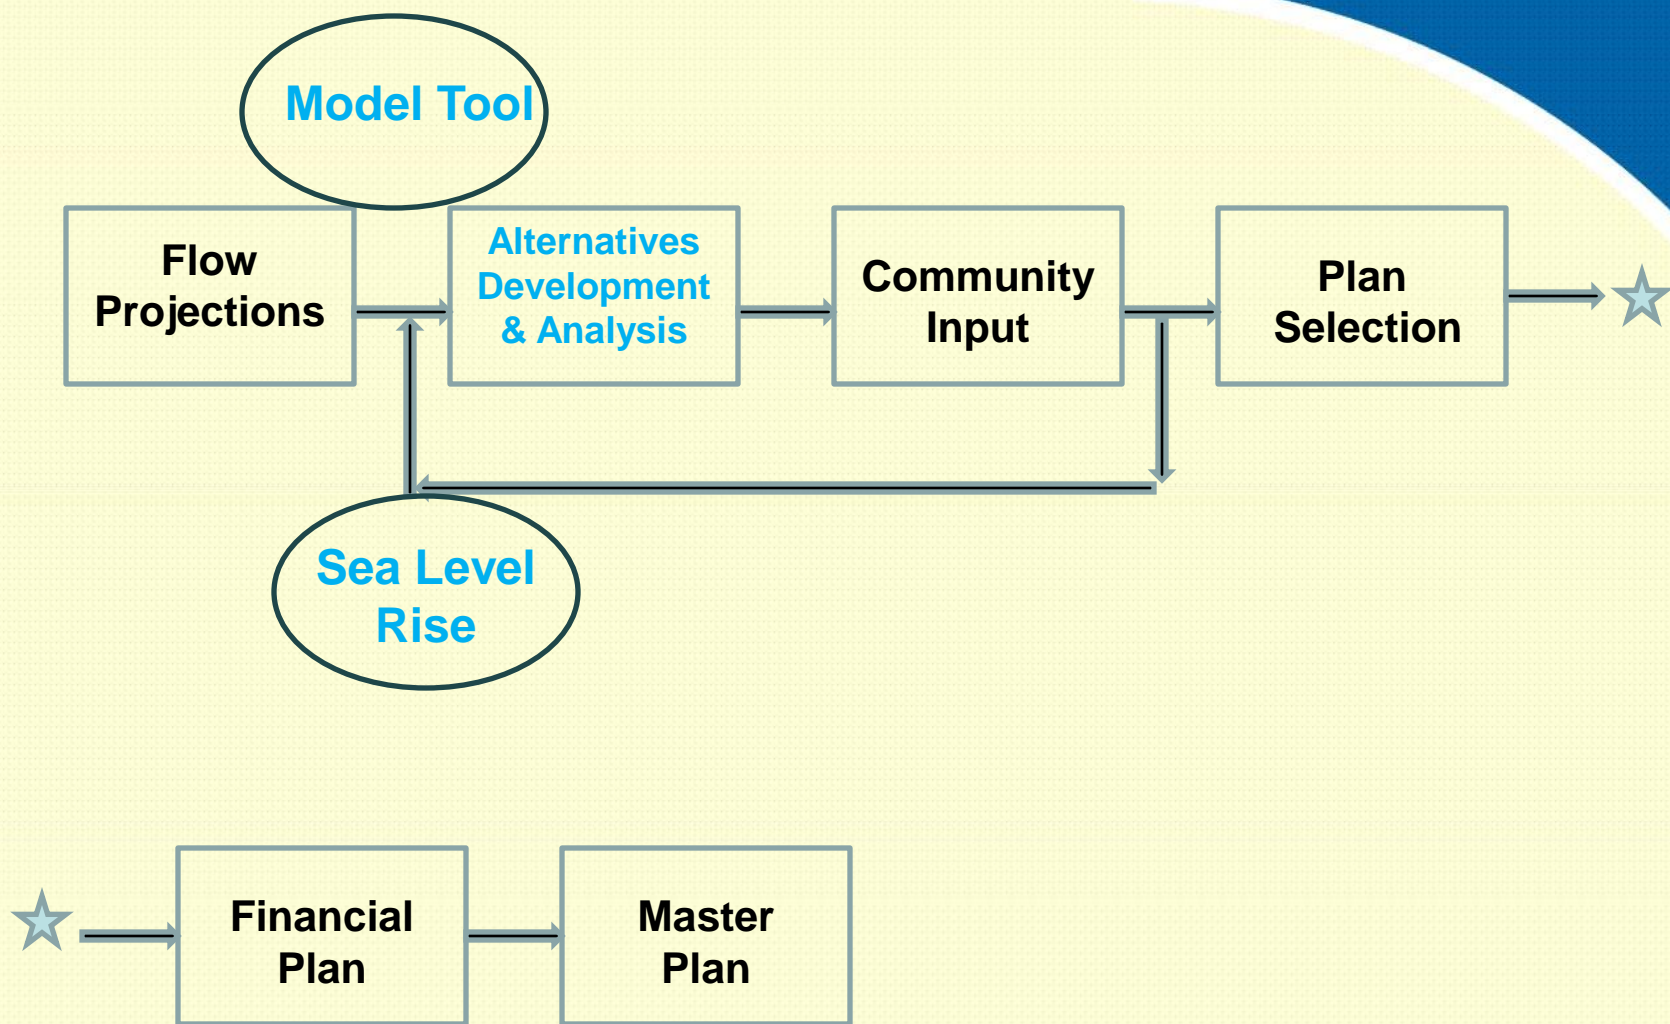 Model Tool
Flow
Projections
Alternatives
Development
& Analysis
Community
Input
Plan
Selection
Sea Level
Rise
Financial
Plan
Master
Plan